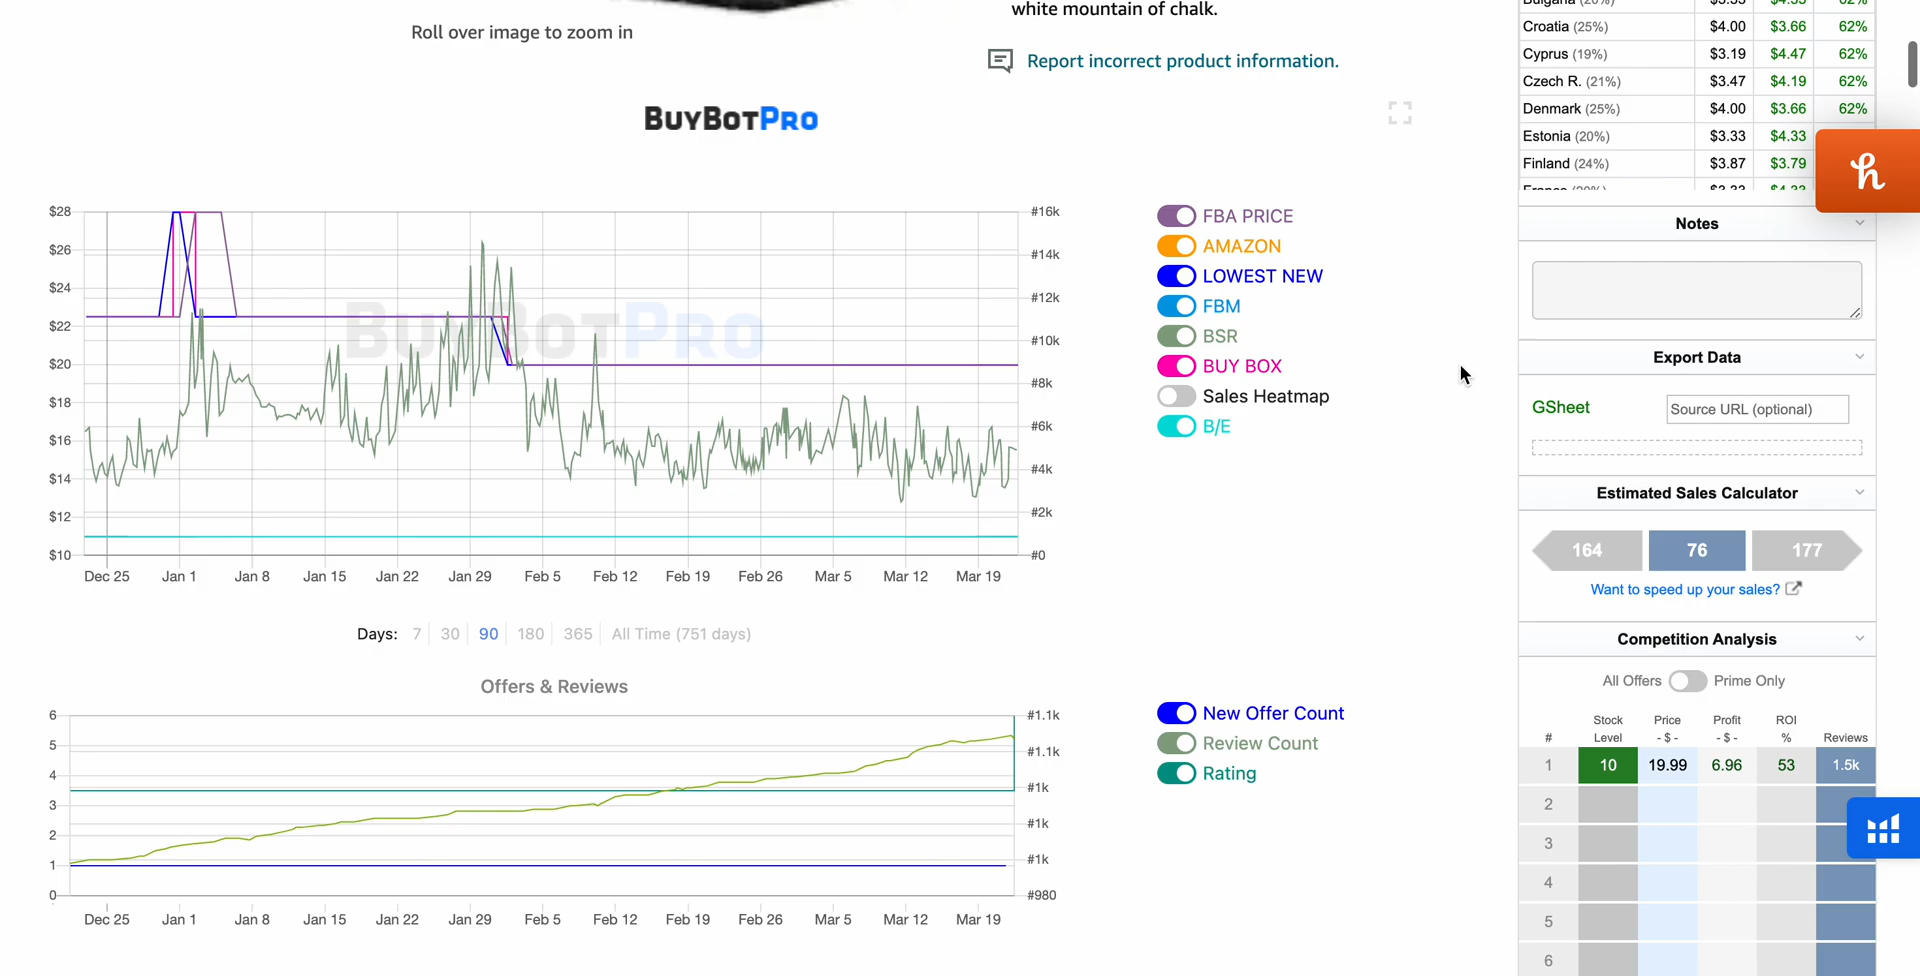 white mountain of chalk.
Roll over image to zoom in
Report incorrect product information.
BUYBOTPRO
$28
$26
$24
$22
$20
$18
$16
$14
$12
$10
#16k
#14k
#12k
#10k
#8k
#6k
#4k
#2k
#0
BUYBOTPRO
Dec 25 Jan 1 Jan 8 Jan 15 Jan 22 Jan 29 Feb 5 Feb 12 Feb 19 Feb 26 Mar 5 Mar 12 Mar 19
FBA PRICE
AMAZON
LOWEST NEW
FBM
BSR
BUY BOX
Sales Heatmap
B/E
Days: 7 30 90 180 365 All Time (751 days)
Offers & Reviews
6
5
4
3
2
1
0
#1.1k
#1.1k
#1k
#1k
#1k
#980
Dec 25 Jan 1 Jan 8 Jan 15 Jan 22 Jan 29 Feb 5 Feb 12 Feb 19 Feb 26 Mar 5 Mar 12 Mar 19
New Offer Count
Review Count
Rating
Croatia (25%) $4.00 $3.66 62%
Cyprus (19%) $3.19 $4.47 62%
Czech R. (21%) $3.47 $4.19 62%
Denmark (25%) $4.00 $3.66 62%
Estonia (20%) $3.33 $4.33
Finland (24%) $3.87 $3.79
h
Notes
Export Data
GSheet Source URL (optional)
Estimated Sales Calculator
164 76 177
Want to speed up your sales?
Competition Analysis
All Offers Prime Only
# Stock Level Price - $ - Profit - $ - ROI % Reviews
1 10 19.99 6.96 53 1.5k
2
3
4
5
6